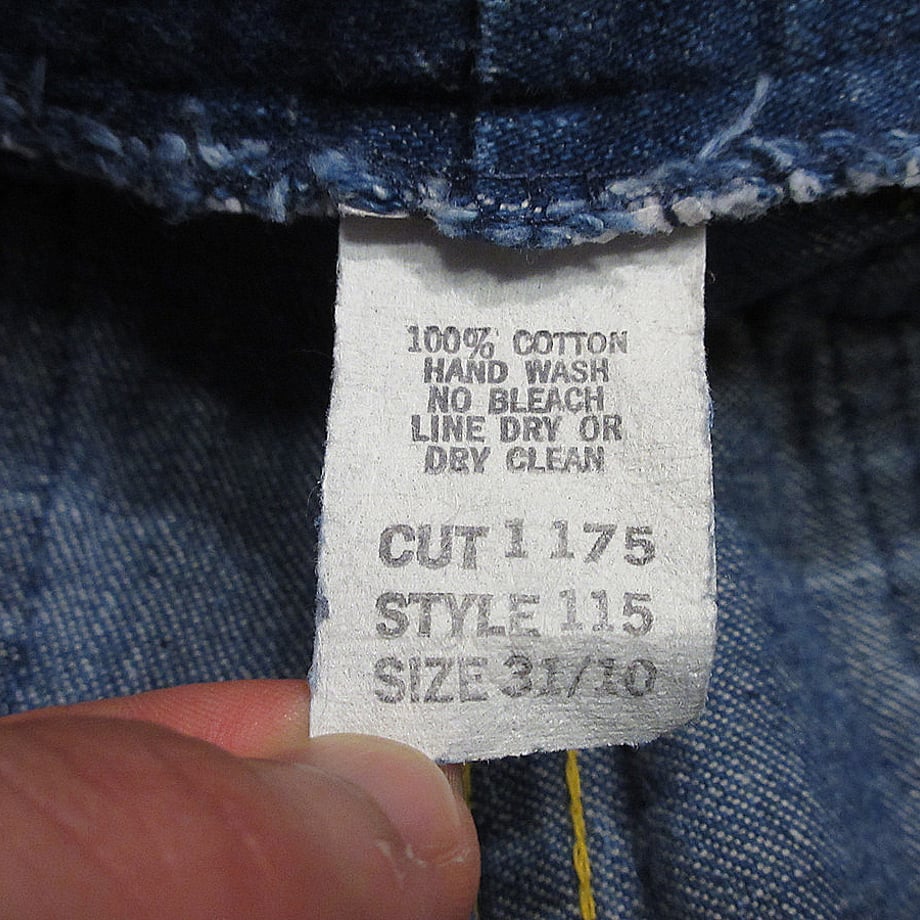 100% COTTON
HAND WASH
NO BLEACH
LINE DRY OR
DRY CLEAN
CUT 1 175
STYLE 115
SIZE 31/10